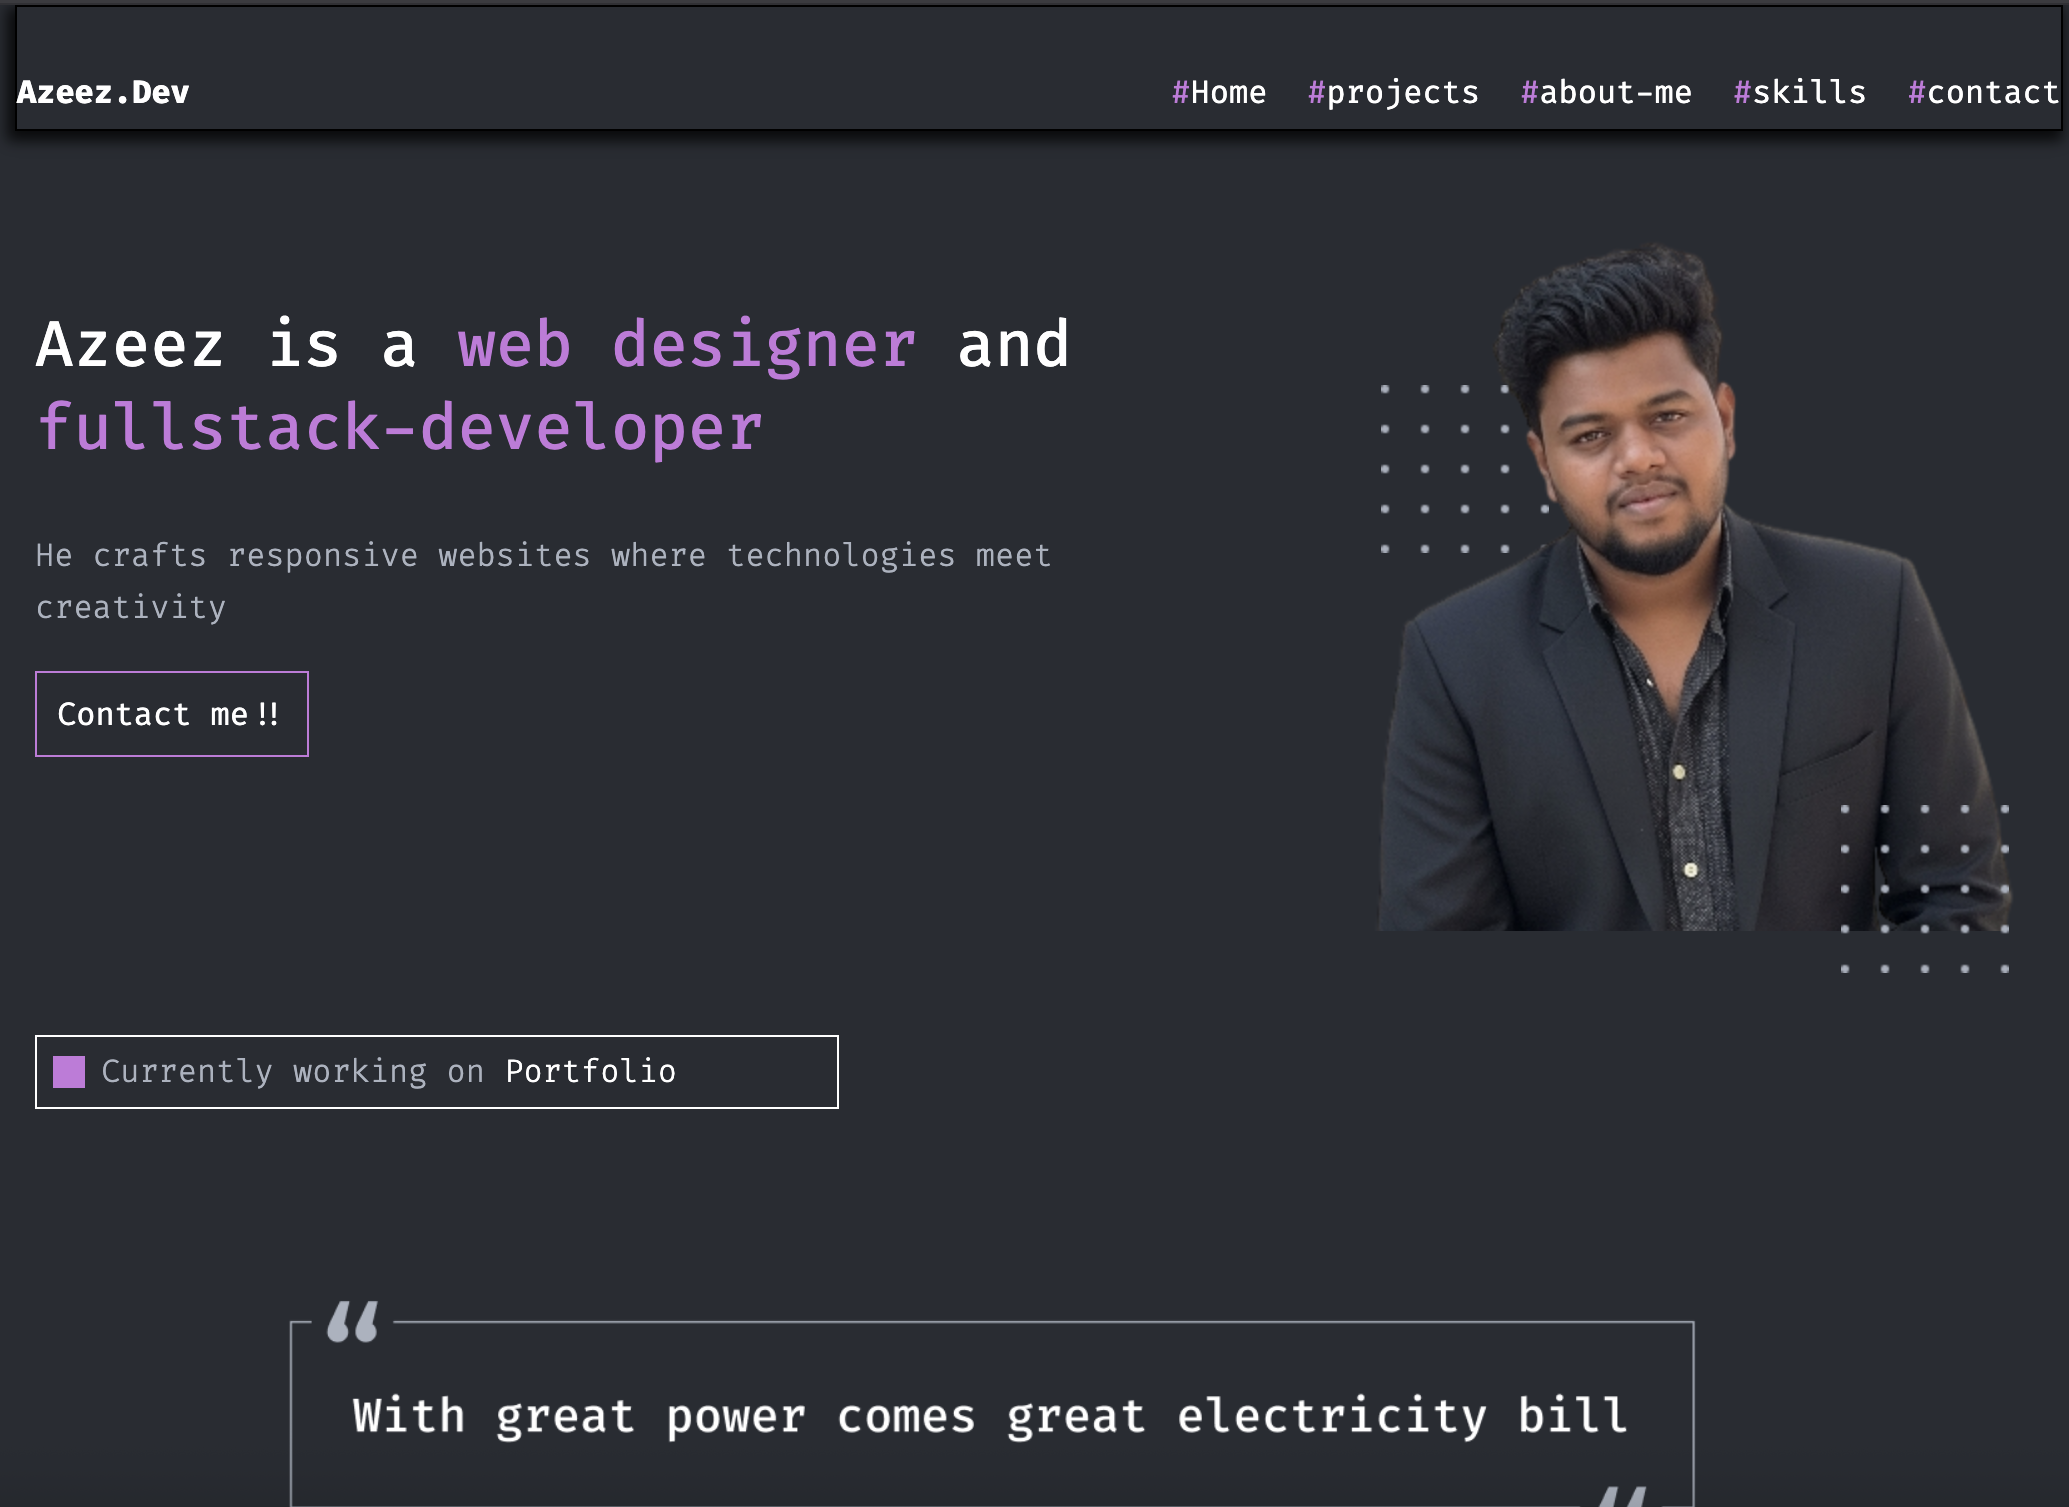 Azeez.Dev
#Home #projects #about-me #skills #contact
Azeez is a web designer and
fullstack-developer
He crafts responsive websites where technologies meet
creativity
Contact me!!
Currently working on Portfolio
“
With great power comes great electricity bill
“